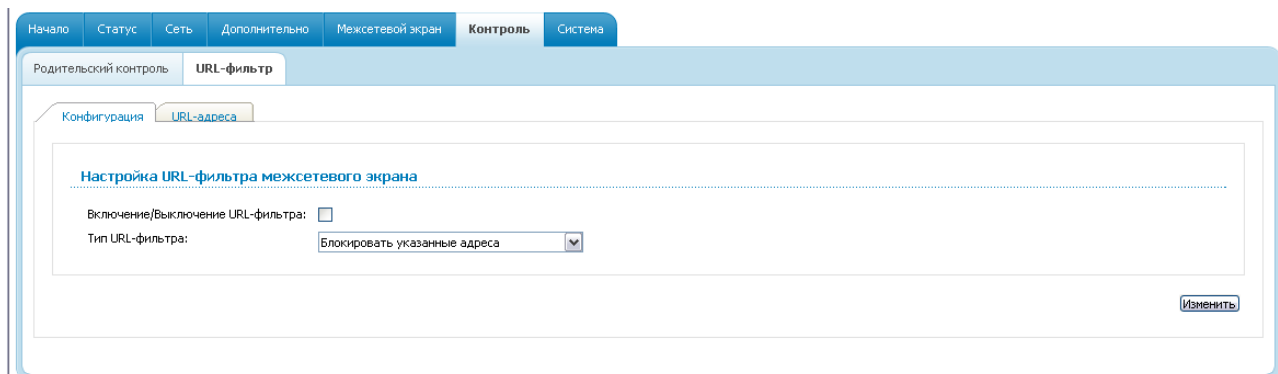 Начало Статус Сеть Дополнительно Межсетевой экран Контроль Система
Родительский контроль URL-фильтр
Конфигурация URL-адреса
Настройка URL-фильтра межсетевого экрана
Включение/Выключение URL-фильтра:
Тип URL-фильтра: Блокировать указанные адреса
Изменить